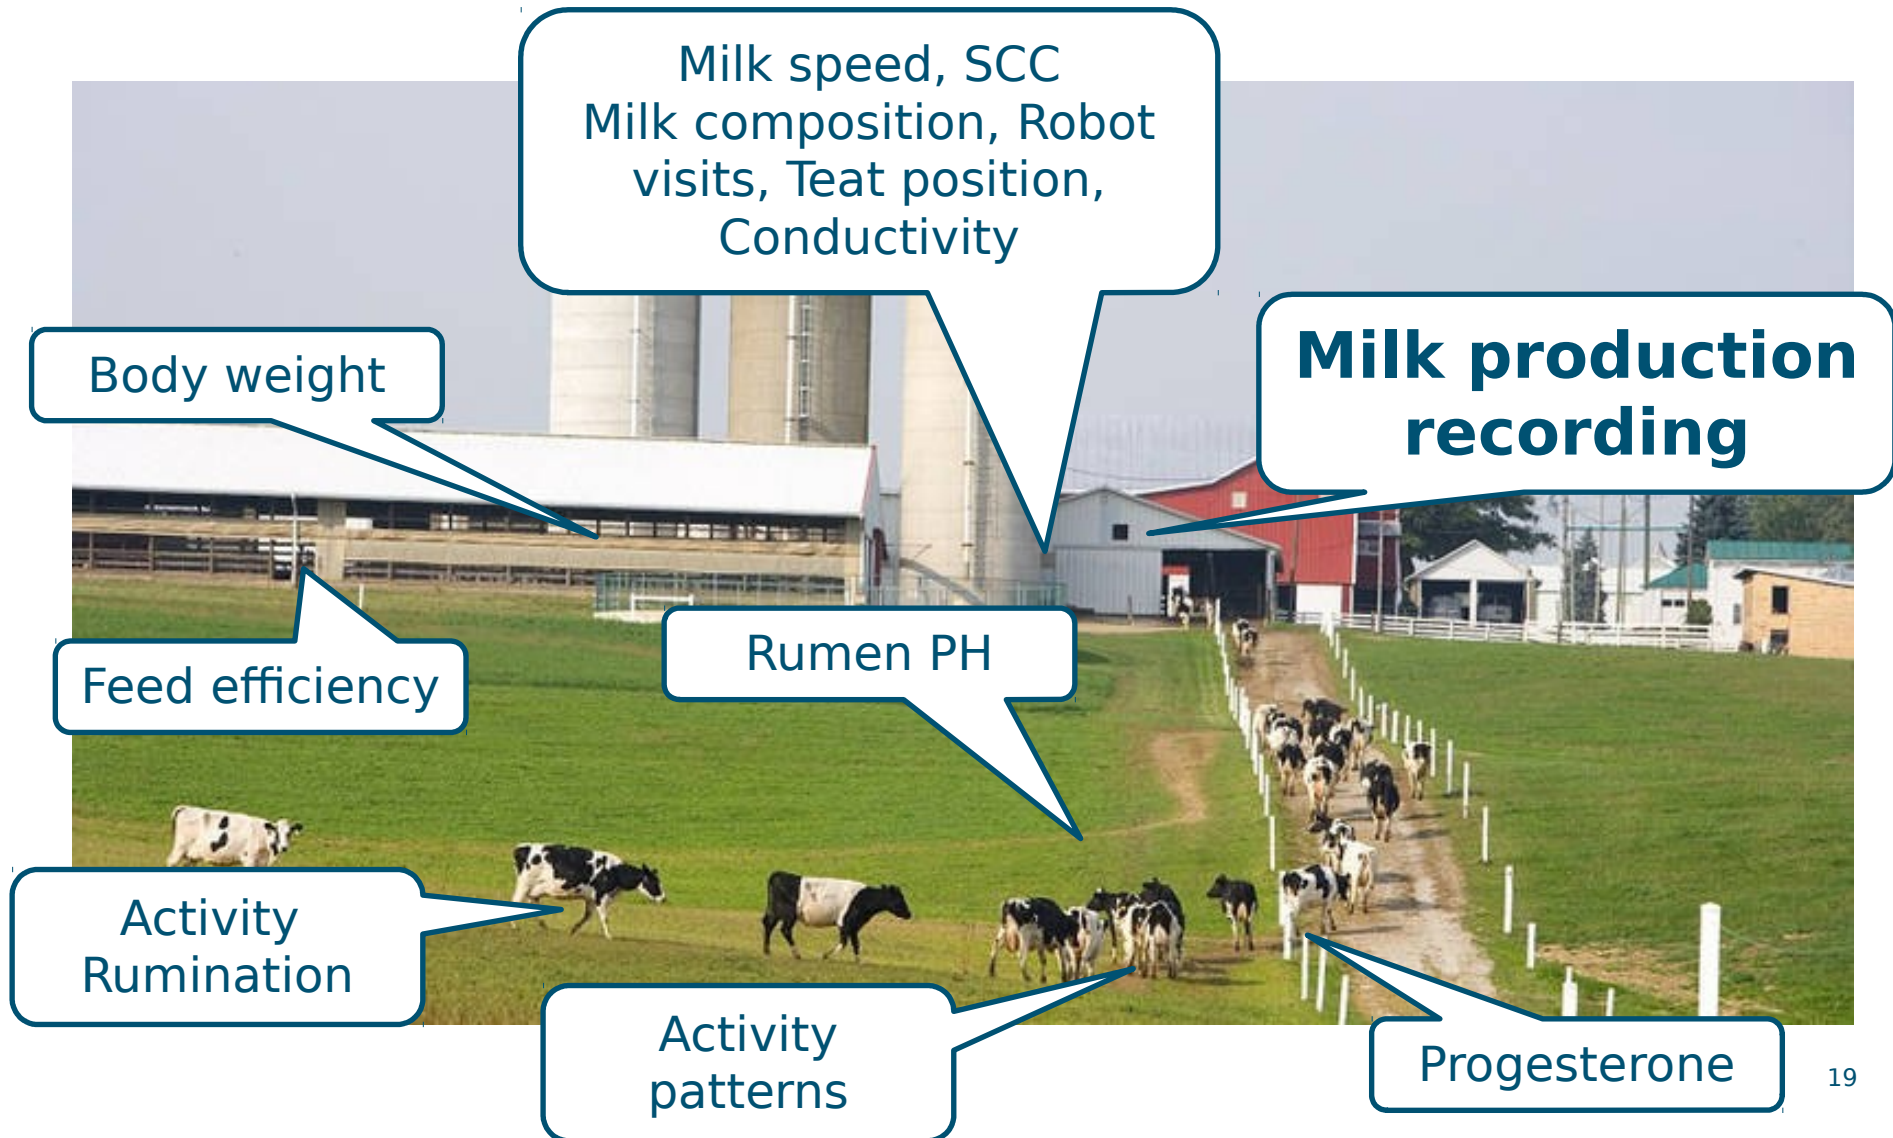 Milk speed, SCC
Milk composition, Robot
visits, Teat position,
Conductivity
Milk production
recording
Body weight
Feed efficiency
Rumen PH
Activity
Rumination
Activity
patterns
Progesterone
19